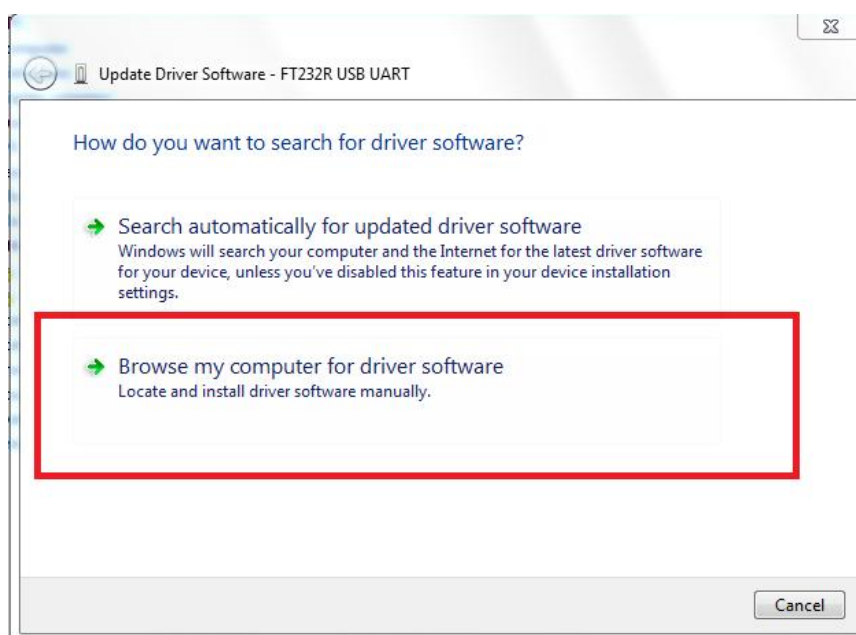 Update Driver Software - FT232R USB UART
How do you want to search for driver software?
Search automatically for updated driver software
Windows will search your computer and the Internet for the latest driver software
for your device, unless you've disabled this feature in your device installation
settings.
Browse my computer for driver software
Locate and install driver software manually.
Cancel